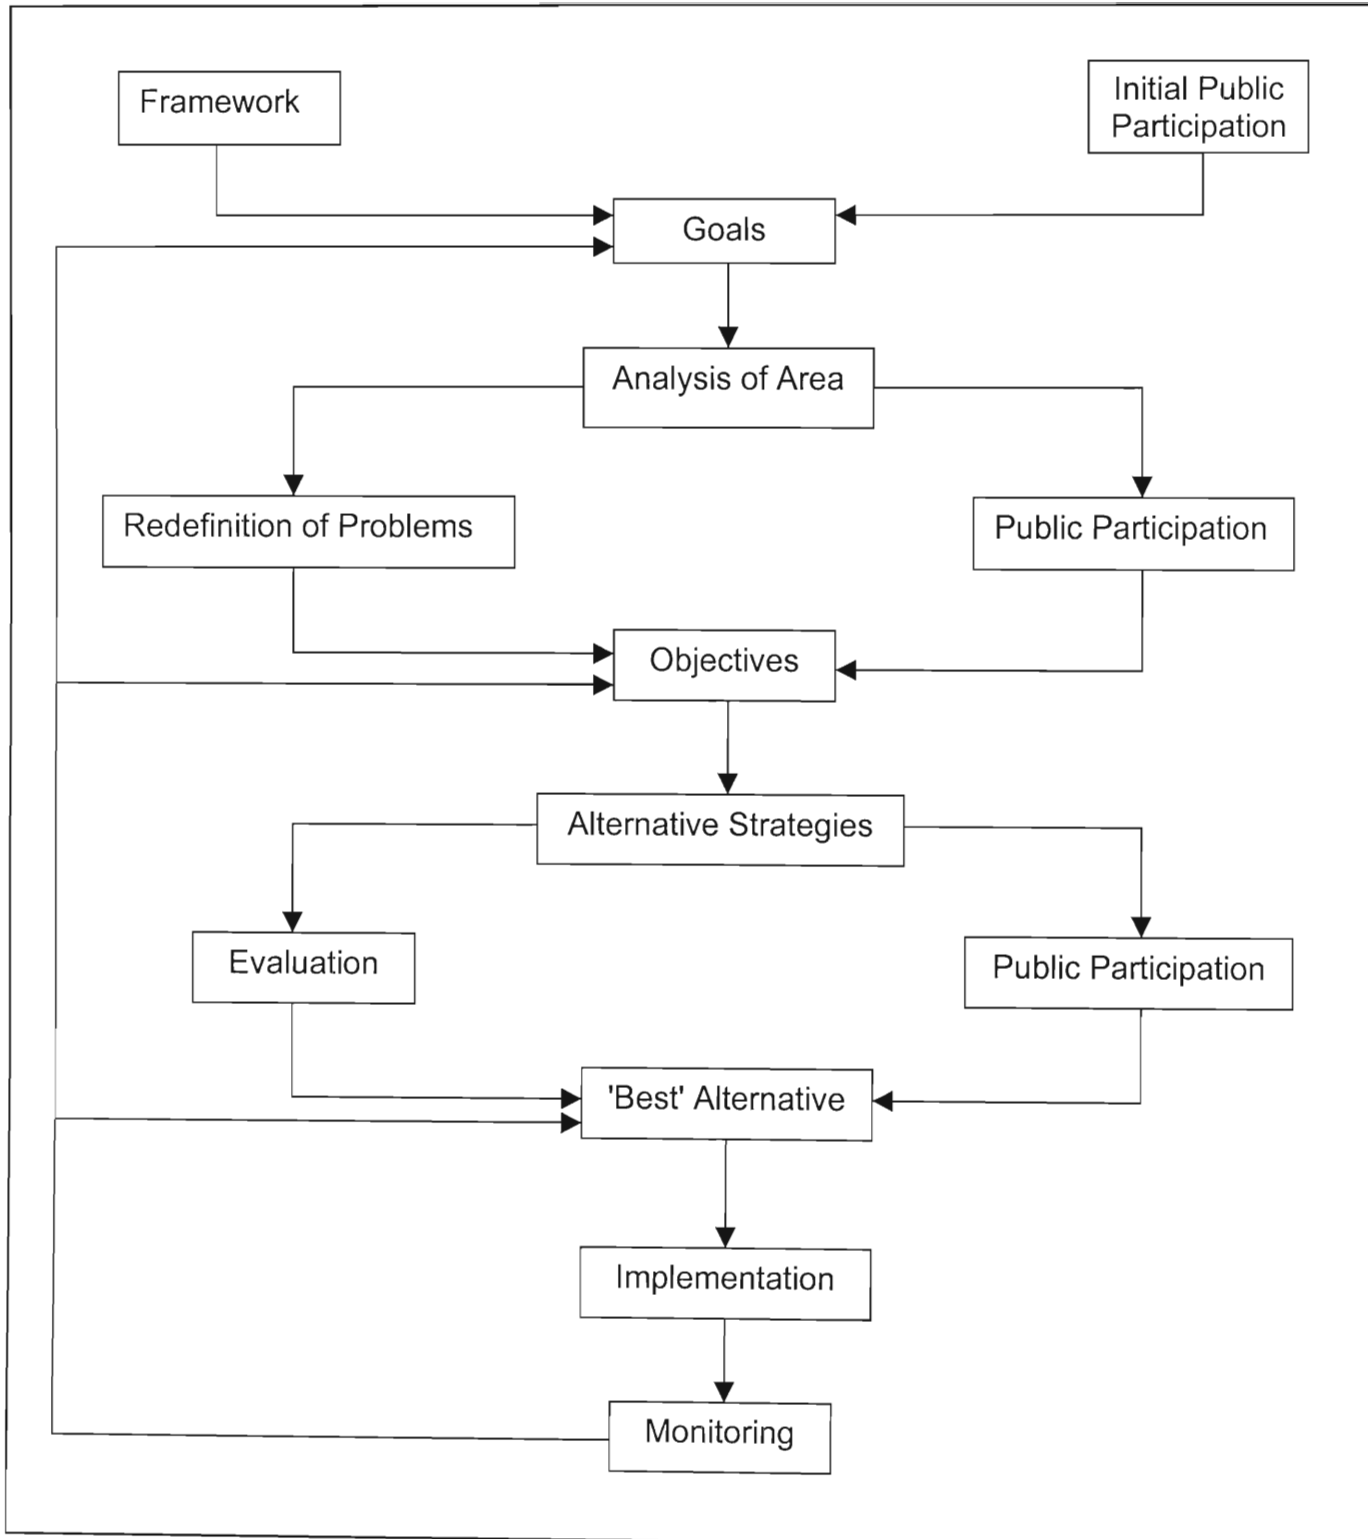 Framework
Initial Public
Participation
Goals
Analysis of Area
Redefinition of Problems
Public Participation
Objectives
Alternative Strategies
Evaluation
Public Participation
'Best' Alternative
Implementation
Monitoring